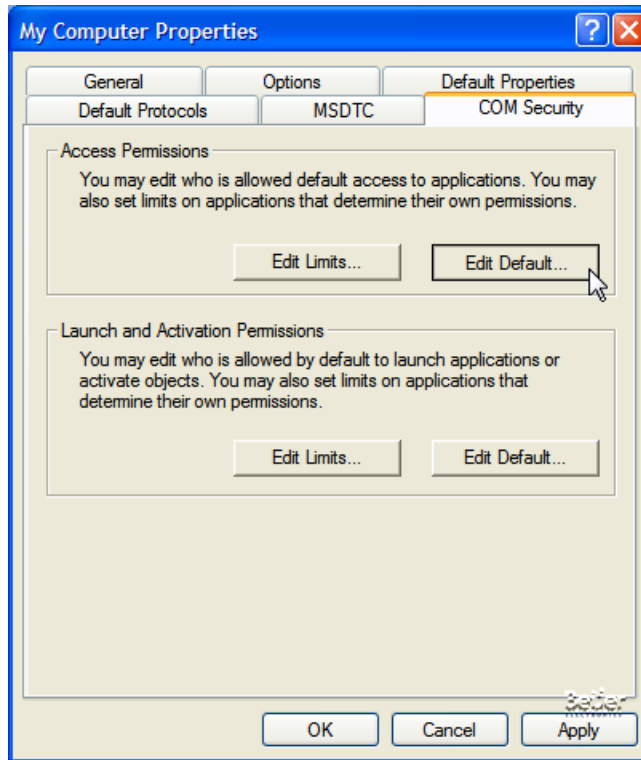 My Computer Properties
General Options Default Properties
Default Protocols MSDTC COM Security
Access Permissions
You may edit who is allowed default access to applications. You may
also set limits on applications that determine their own permissions.
Edit Limits... Edit Default...
Launch and Activation Permissions
You may edit who is allowed by default to launch applications or
activate objects. You may also set limits on applications that
determine their own permissions.
Edit Limits... Edit Default...
OK Cancel Apply